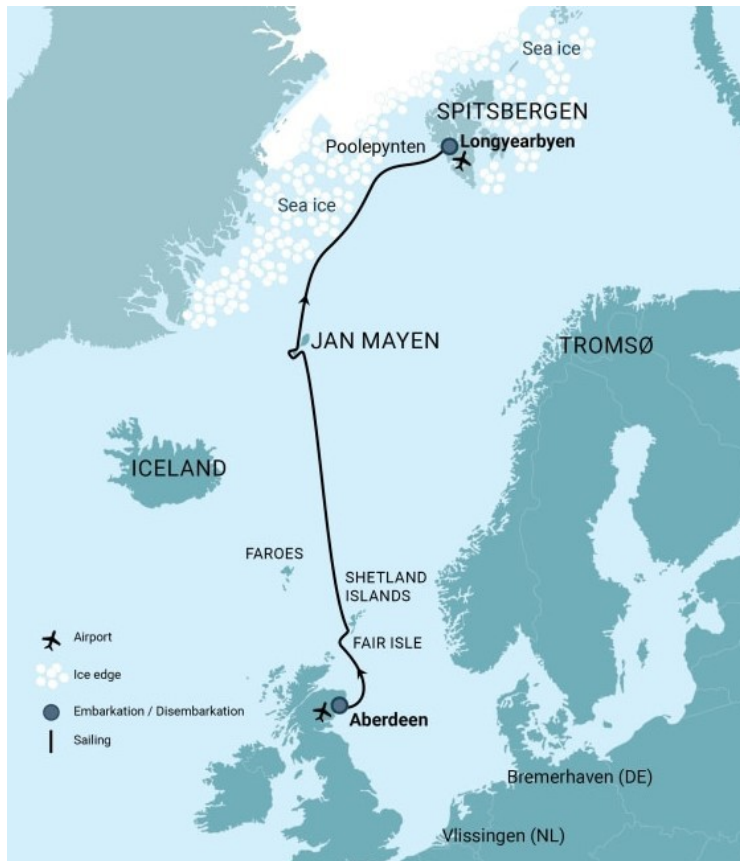 Sea ice
SPITSBERGEN
Longyearbyen
Poolepynten
Sea ice
JAN MAYEN
TROMSØ
ICELAND
FAROES
SHETLAND
ISLANDS
FAIR ISLE
Airport
Ice edge
Embarkation / Disembarkation
Sailing
Aberdeen
Bremerhaven (DE)
Vlissingen (NL)